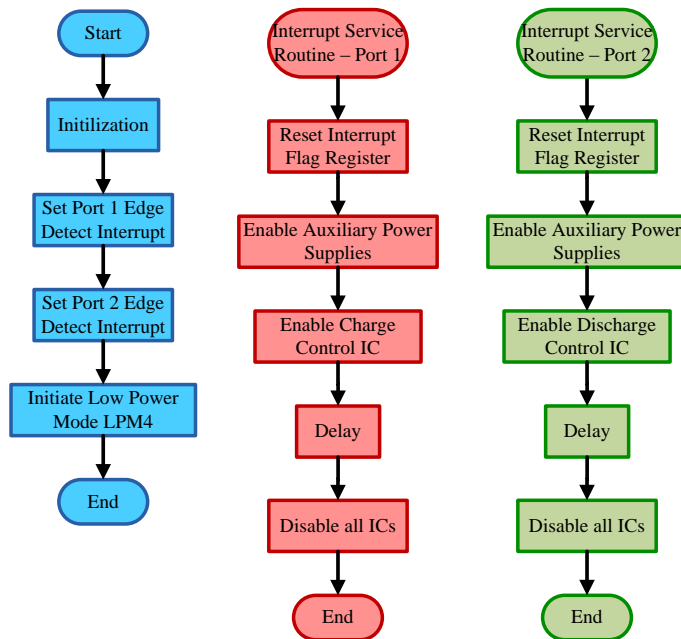 Start
Initilization
Set Port 1 Edge
Detect Interrupt
Set Port 2 Edge
Detect Interrupt
Initiate Low Power
Mode LPM4
End
Interrupt Service
Routine – Port 1
Reset Interrupt
Flag Register
Enable Auxiliary Power
Supplies
Enable Charge
Control IC
Delay
Disable all ICs
End
Interrupt Service
Routine – Port 2
Reset Interrupt
Flag Register
Enable Auxiliary Power
Supplies
Enable Discharge
Control IC
Delay
Disable all ICs
End